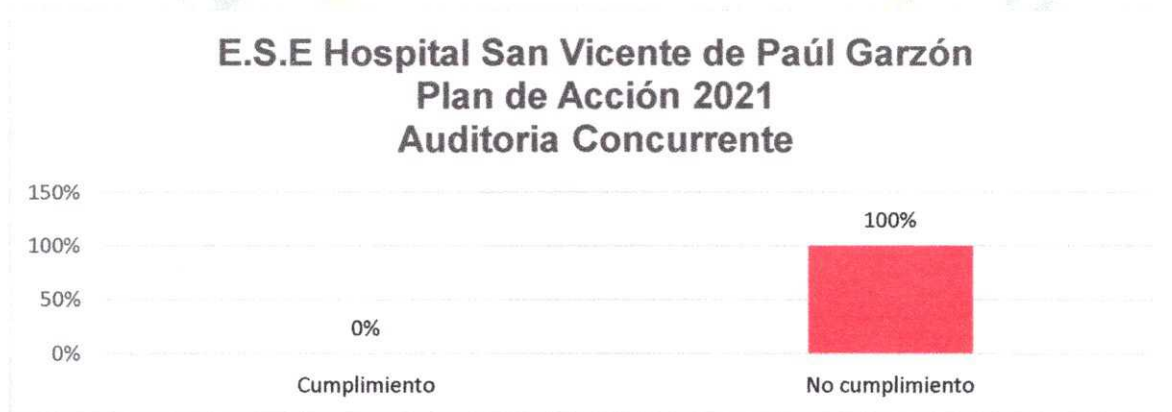 E.S.E Hospital San Vicente de Paúl Garzón
Plan de Acción 2021
Auditoria Concurrente
150%
100%
100%
50%
0%
0%
Cumplimiento
No cumplimiento